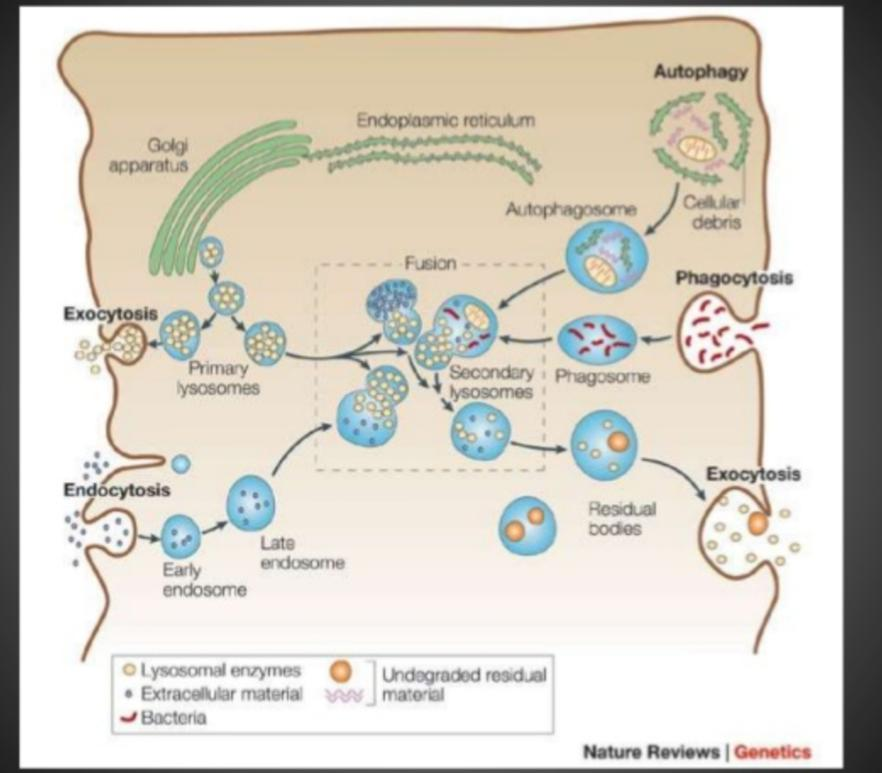 Autophagy
Endoplasmic reticulum
Golgi
apparatus
Autophagosome
Cellular
debris
Fusion
Phagocytosis
Exocytosis
Primary
lysosomes
Secondary
lysosomes
Phagosome
Endocytosis
Exocytosis
Residual
bodies
Late
endosome
Early
endosome
Lysosomal enzymes
Extracellular material
Bacteria
Undegraded residual
material
Nature Reviews | Genetics